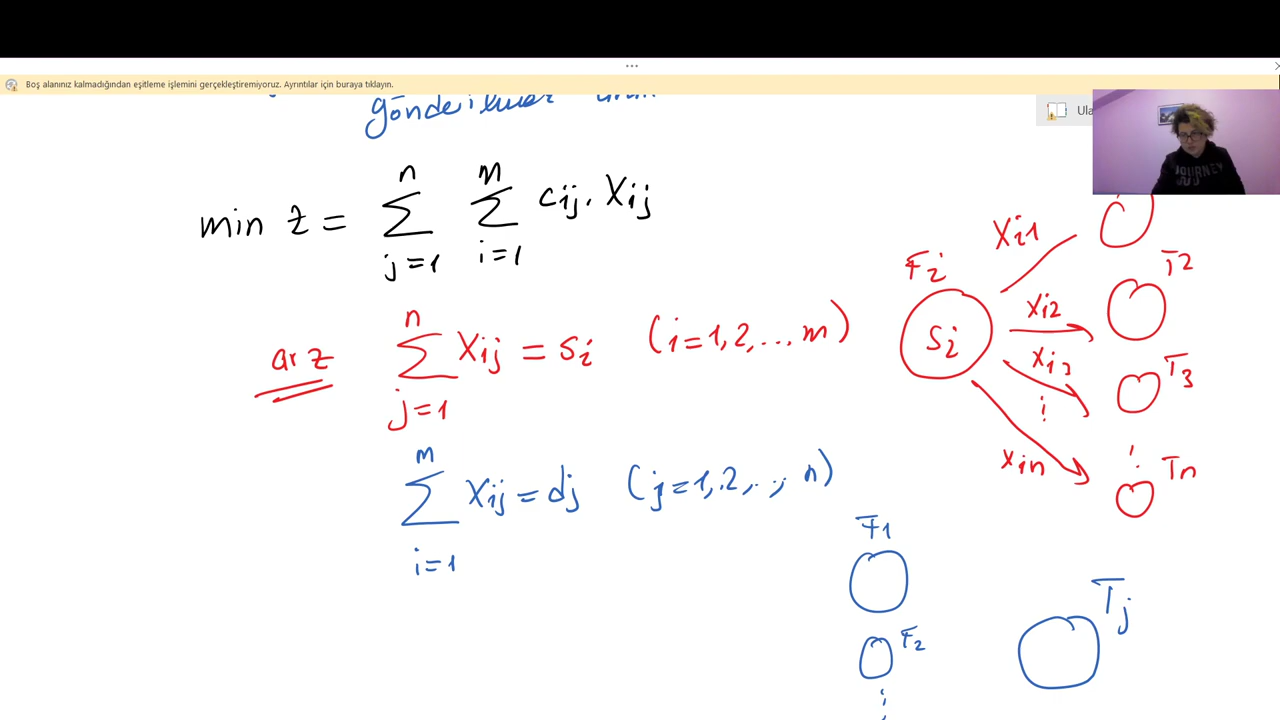 Boş alanınız kalmadığından eşitleme işlemini gerçekleştiremiyoruz. Ayrıntılar için buraya tıklayın.
Ula
JOURNEY
min z = n ∑ j=1 m ∑ i=1 cij . Xij
arz n ∑ j=1 Xij = Si (i=1,2,... m)
m ∑ i=1 Xij = dj (j=1,2,.., n)
Fi
Si
Xi1
Xi2
Xi3
Xin
T2
T3
Tn
F1
F2
Tj